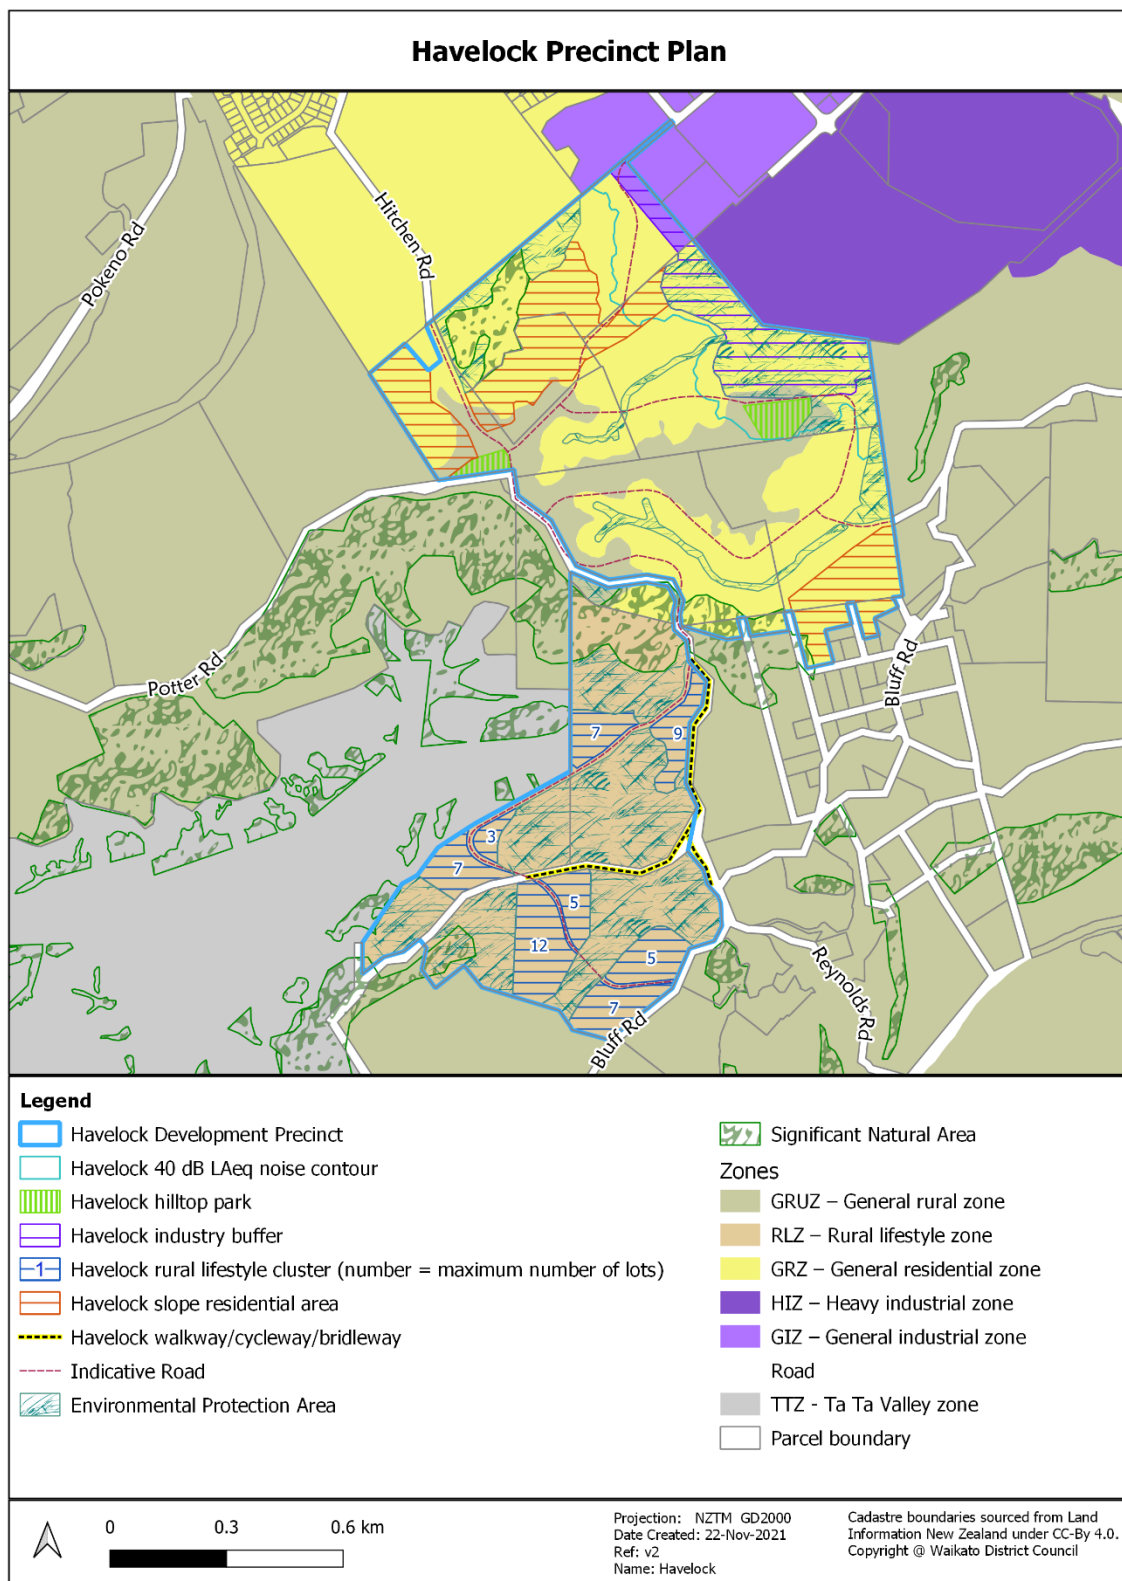 Havelock Precinct Plan
Pokeno Rd
Hitchen Rd
Potter Rd
Bluff Rd
7
9
3
7
5
12
5
7
Reynolds Rd
Bluff Rd
Legend
Havelock Development Precinct
Havelock 40 dB LAeq noise contour
Havelock hilltop park
Havelock industry buffer
1 Havelock rural lifestyle cluster (number = maximum number of lots)
Havelock slope residential area
Havelock walkway/cycleway/bridleway
Indicative Road
Environmental Protection Area
Significant Natural Area
Zones
GRUZ – General rural zone
RLZ – Rural lifestyle zone
GRZ – General residential zone
HIZ – Heavy industrial zone
GIZ – General industrial zone
Road
TTZ - Ta Ta Valley zone
Parcel boundary
0 0.3 0.6 km
Projection: NZTM GD2000
Date Created: 22-Nov-2021
Ref: v2
Name: Havelock
Cadastre boundaries sourced from Land
Information New Zealand under CC-By 4.0.
Copyright @ Waikato District Council